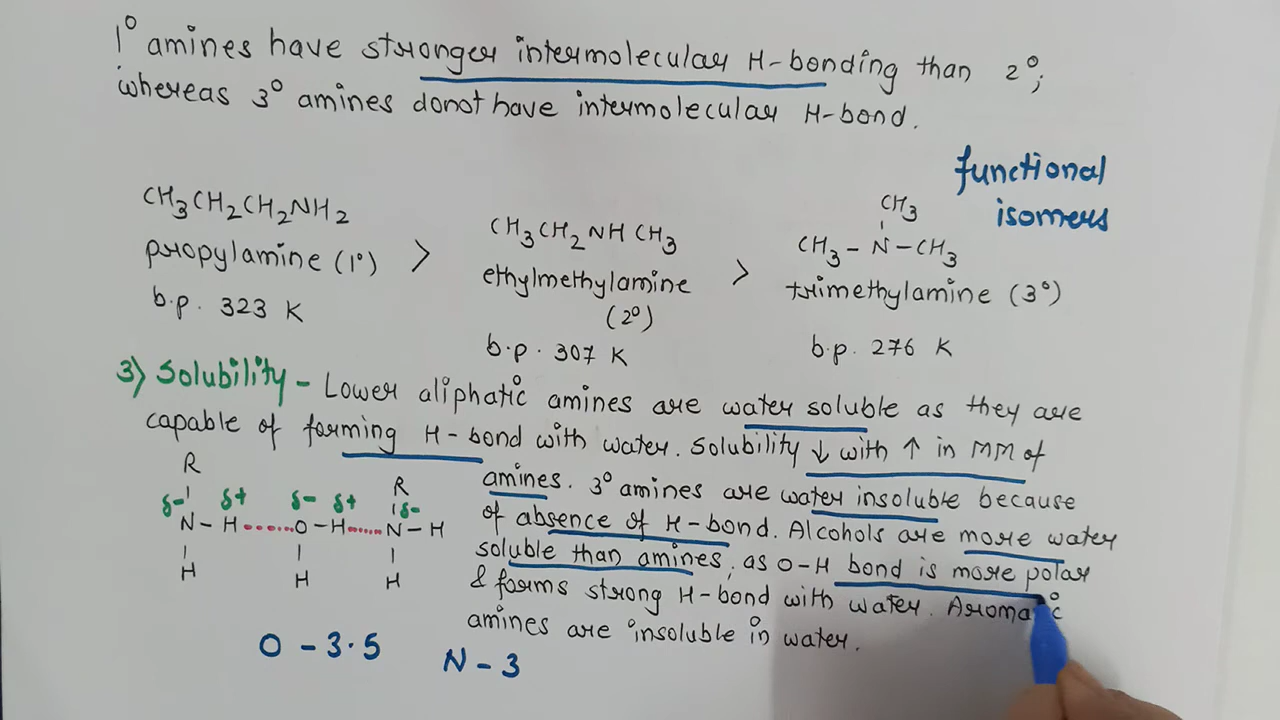 1° amines have stronger intermolecular H-bonding than 2°;
whereas 3° amines donot have intermolecular H-bond.
functional
isomers
CH₃CH₂CH₂NH₂
propylamine (1°)
b.p. 323 K
>
CH₃CH₂NHCH₃
ethylmethylamine
(2°)
b.p. 307 K
>
CH₃
CH₃-N-CH₃
trimethylamine (3°)
b.p. 276 K
3) Solubility - Lower aliphatic amines are water soluble as they are
capable of forming H-bond with water. Solubility ↓ with ↑ in MM of
amines. 3° amines are water insoluble because
of absence of H-bond. Alcohols are more water
soluble than amines, as O-H bond is more polar
& forms strong H-bond with water.
amines are insoluble in water.
R R
δ- δ+ δ- δ+ δ-
N-H......O-H......N-H
H H H
O - 3.5 N - 3